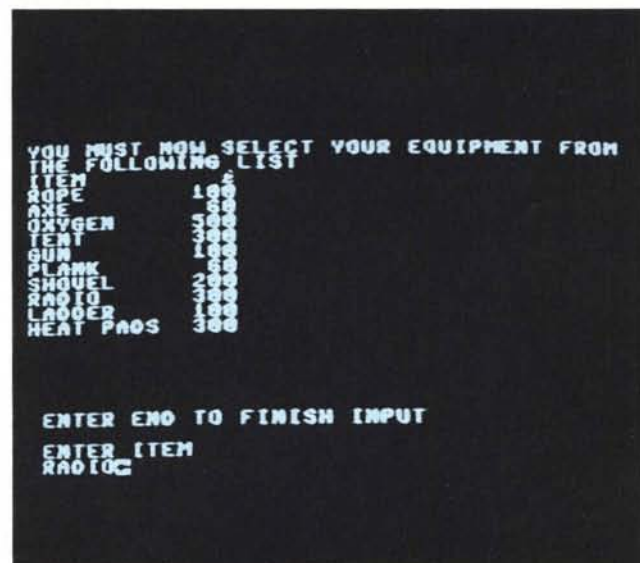 YOU MUST NOW SELECT YOUR EQUIPMENT FROM
THE FOLLOWING LIST
ITEM £
ROPE 100
AXE 60
OXYGEN 500
TENT 300
GUN 100
PLANK 60
SHOVEL 200
RADIO 300
LADDER 100
HEAT PADS 300
ENTER END TO FINISH INPUT
ENTER ITEM
RADIO